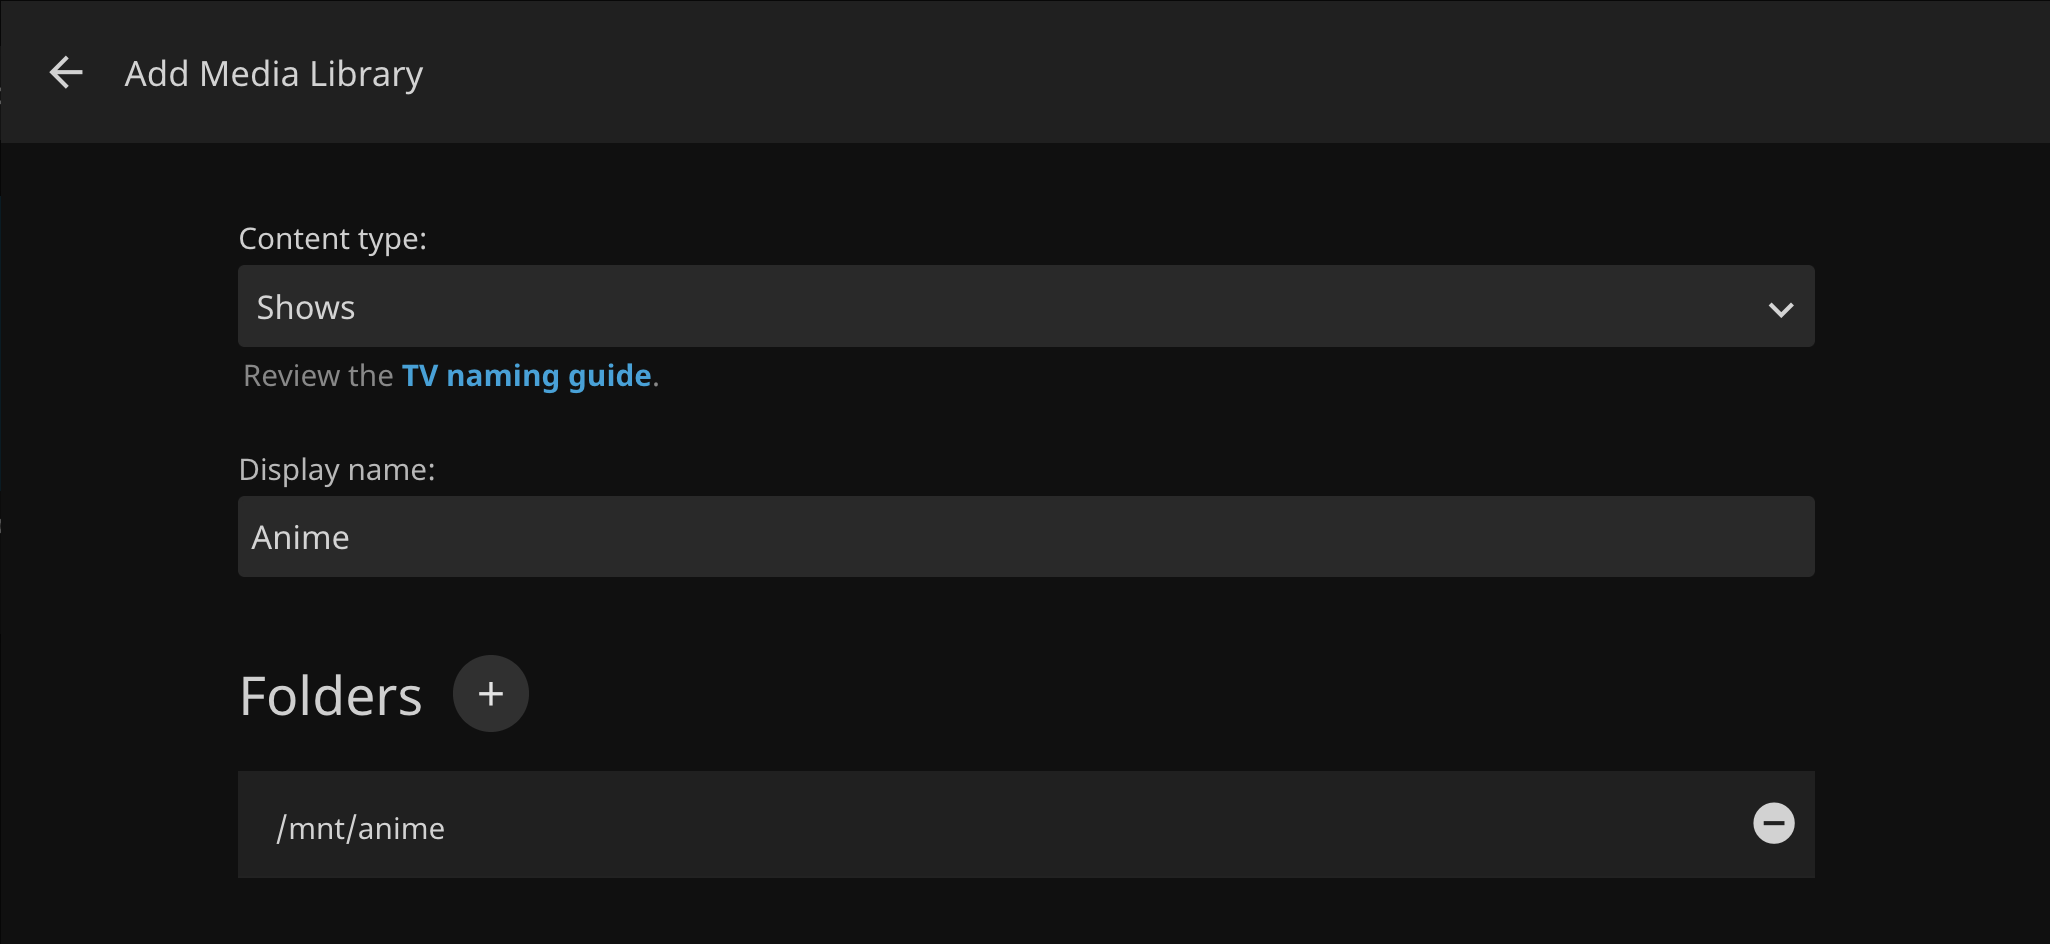 Add Media Library
Content type:
Shows
Review the TV naming guide.
Display name:
Anime
Folders
/mnt/anime